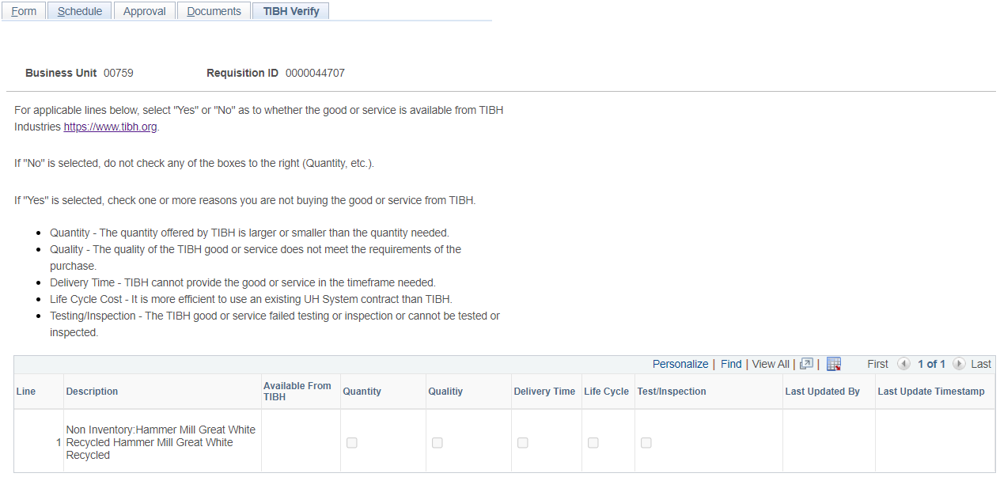 Form Schedule Approval Documents TIBH Verify
Business Unit 00759 Requisition ID 0000044707
For applicable lines below, select "Yes" or "No" as to whether the good or service is available from TIBH
Industries https://www.tibh.org.
If "No" is selected, do not check any of the boxes to the right (Quantity, etc.).
If "Yes" is selected, check one or more reasons you are not buying the good or service from TIBH.
Quantity - The quantity offered by TIBH is larger or smaller than the quantity needed.
Quality - The quality of the TIBH good or service does not meet the requirements of the
purchase.
Delivery Time - TIBH cannot provide the good or service in the timeframe needed.
Life Cycle Cost - It is more efficient to use an existing UH System contract than TIBH.
Testing/Inspection - The TIBH good or service failed testing or inspection or cannot be tested or
inspected.
Personalize | Find | View All | | First 1 of 1 Last
Line Description Available From TIBH Quantity Qualitiy Delivery Time Life Cycle Test/Inspection Last Updated By Last Update Timestamp
Non Inventory:Hammer Mill Great White
1 Recycled Hammer Mill Great White
Recycled